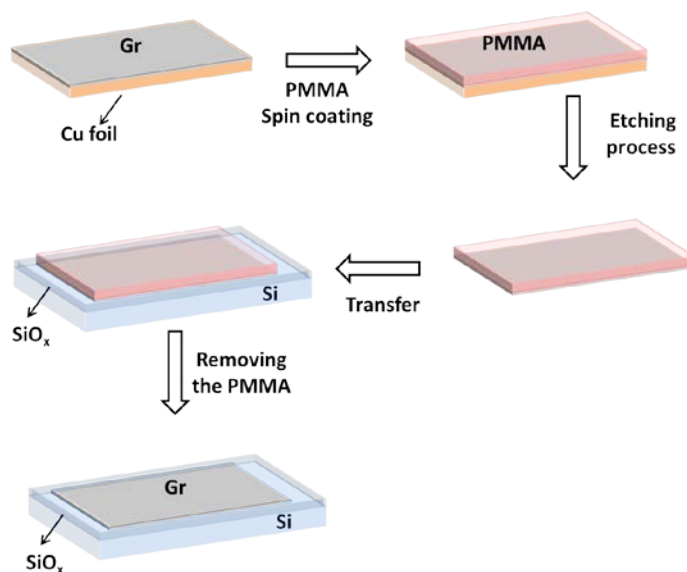 Gr
PMMA
PMMA
Spin coating
Cu foil
Etching
process
Si
Transfer
SiOₓ
Removing
the PMMA
Gr
Si
SiOₓ